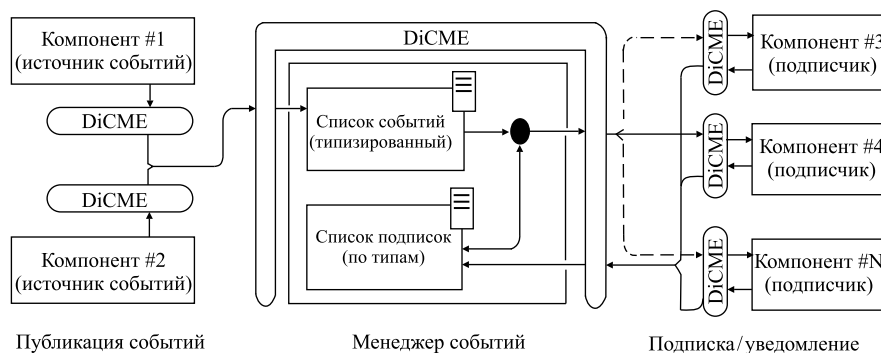 Компонент #1
(источник событий)
DiCME
DiCME
Компонент #2
(источник событий)
Публикация событий
DiCME
Список событий
(типизированный)
Список подписок
(по типам)
Менеджер событий
DiCME
Компонент #3
(подписчик)
DiCME
Компонент #4
(подписчик)
DiCME
Компонент #N
(подписчик)
Подписка/уведомление